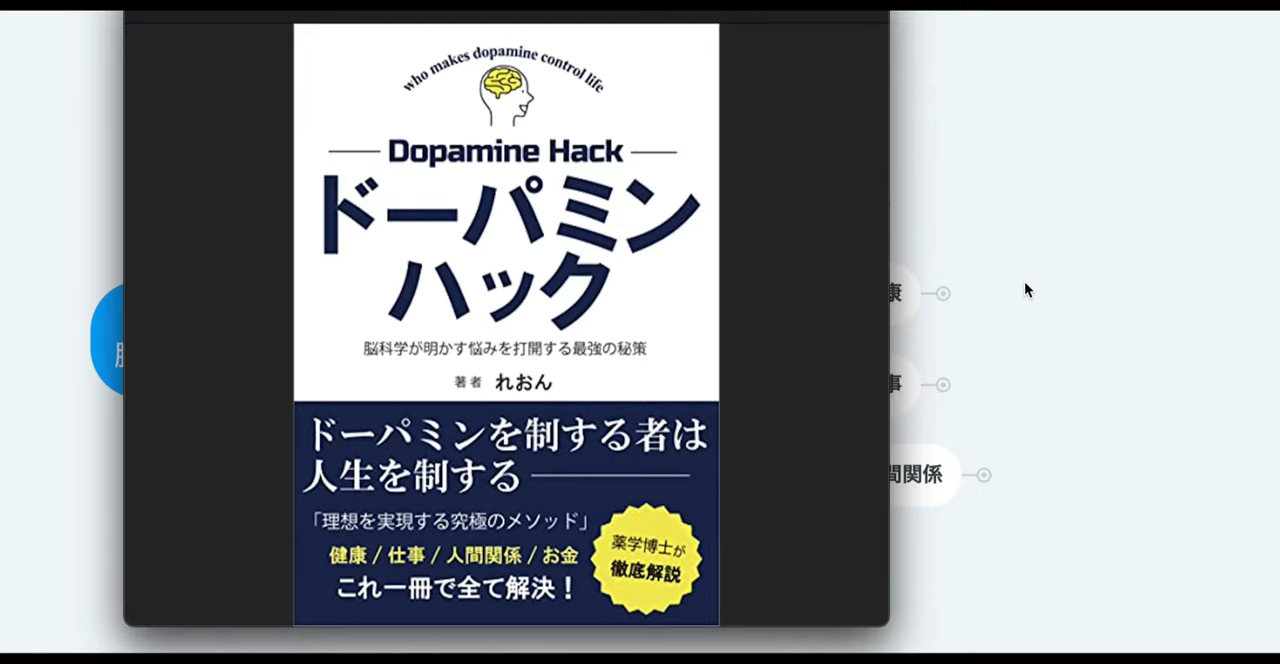 who makes dopamine control life
Dopamine Hack
ドーパミン
ハック
脳科学が明かす悩みを打開する最強の秘策
著者 れおん
ドーパミンを制する者は
人生を制する
「理想を実現する究極のメソッド」
健康 / 仕事 / 人間関係 / お金
これ一冊で全て解決！
薬学博士が
徹底解説
康
事
間関係